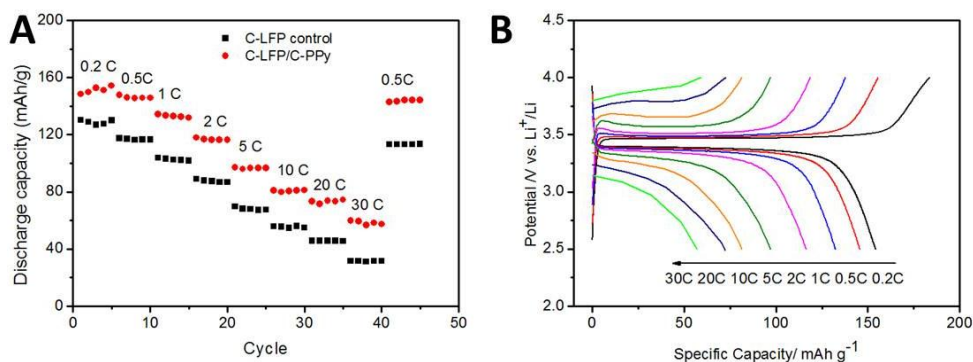 A
C-LFP control
C-LFP/C-PPy
0.2 C
0.5C
1 C
2 C
5 C
10 C
20 C
30 C
0.5C
200
160
120
80
40
0
0 10 20 30 40 50
Discharge capacity (mAh/g)
Cycle
B
4.5
4.0
3.5
3.0
2.5
2.0
0 50 100 150 200
30C 20C 10C 5C 2C 1C 0.5C 0.2C
Potential /V vs. Li⁺/Li
Specific Capacity/ mAh g⁻¹